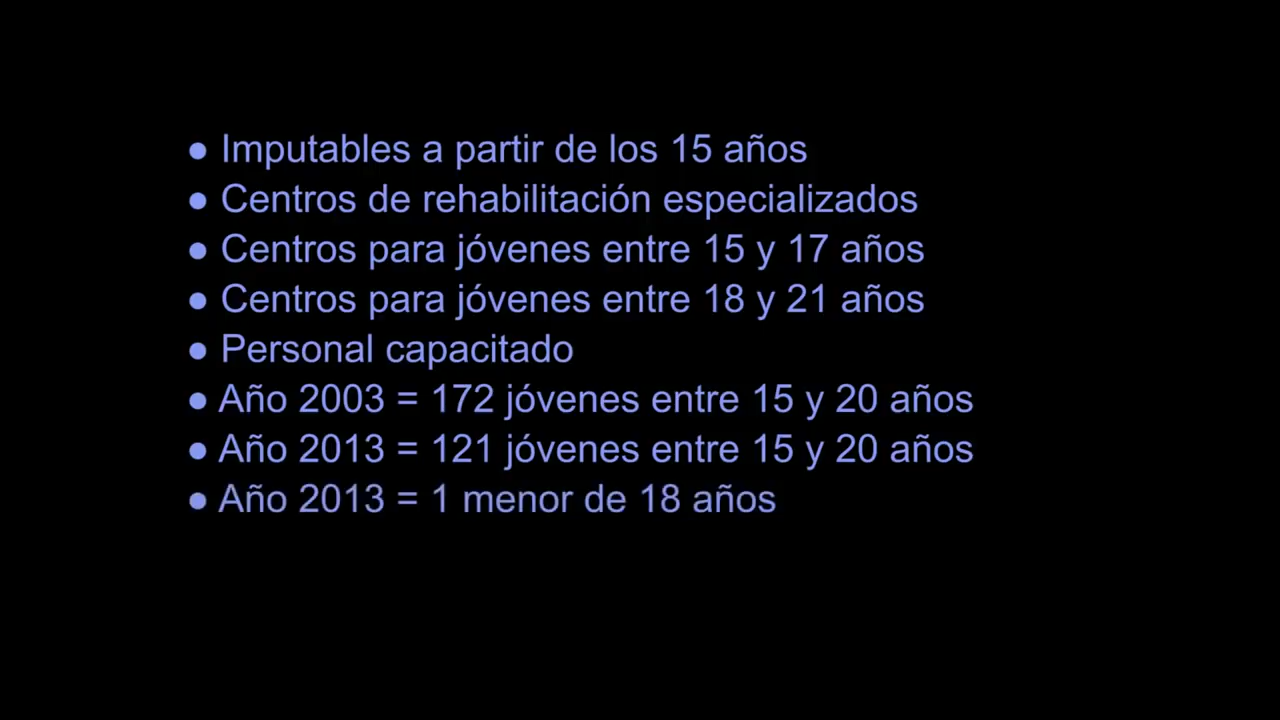 ● Imputables a partir de los 15 años
● Centros de rehabilitación especializados
● Centros para jóvenes entre 15 y 17 años
● Centros para jóvenes entre 18 y 21 años
● Personal capacitado
● Año 2003 = 172 jóvenes entre 15 y 20 años
● Año 2013 = 121 jóvenes entre 15 y 20 años
● Año 2013 = 1 menor de 18 años